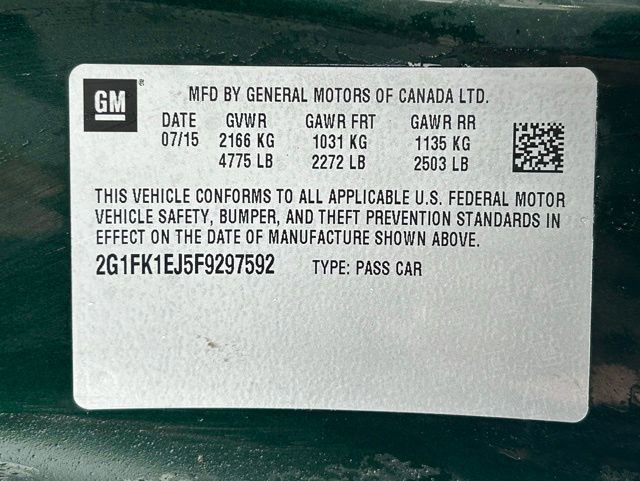 GM ® MFD BY GENERAL MOTORS OF CANADA LTD.
DATE GVWR GAWR FRT GAWR RR
07/15 2166 KG 1031 KG 1135 KG
4775 LB 2272 LB 2503 LB
THIS VEHICLE CONFORMS TO ALL APPLICABLE U.S. FEDERAL MOTOR
VEHICLE SAFETY, BUMPER, AND THEFT PREVENTION STANDARDS IN
EFFECT ON THE DATE OF MANUFACTURE SHOWN ABOVE.
2G1FK1EJ5F9297592 TYPE: PASS CAR